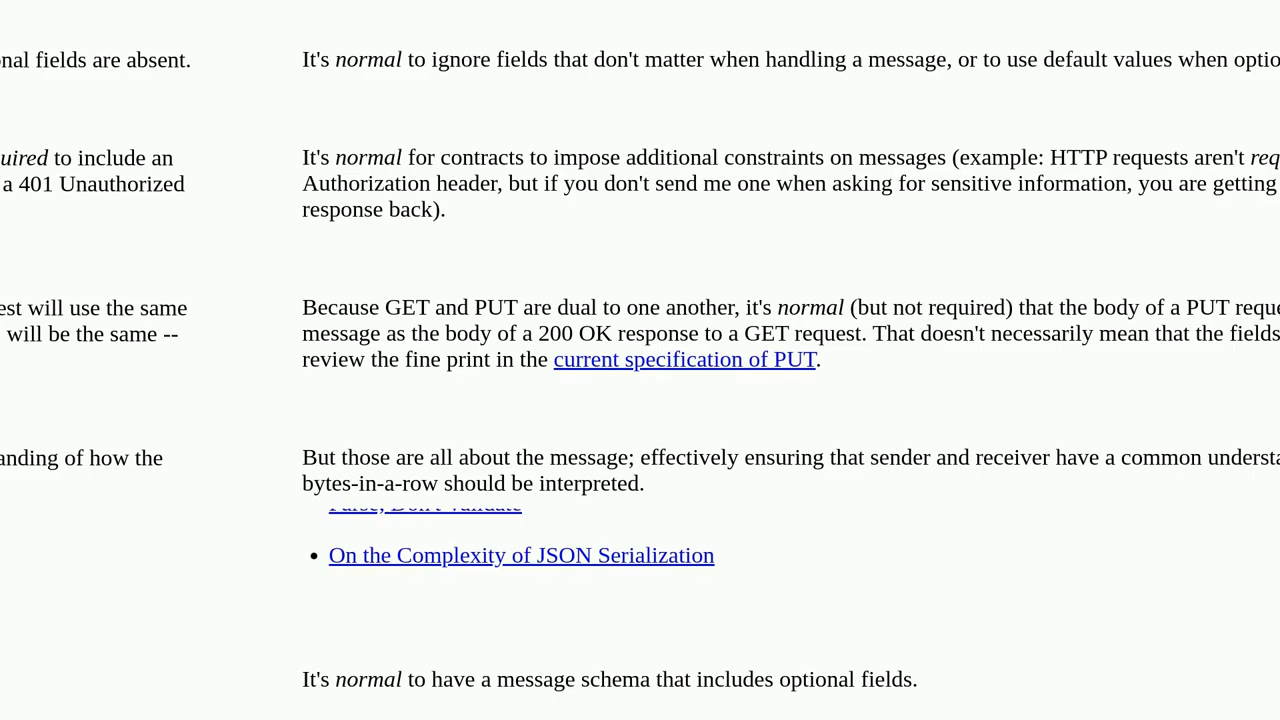 nal fields are absent.
It's normal to ignore fields that don't matter when handling a message, or to use default values when optio
uired to include an
a 401 Unauthorized
It's normal for contracts to impose additional constraints on messages (example: HTTP requests aren't req
Authorization header, but if you don't send me one when asking for sensitive information, you are getting
response back).
est will use the same
will be the same --
Because GET and PUT are dual to one another, it's normal (but not required) that the body of a PUT reque
message as the body of a 200 OK response to a GET request. That doesn't necessarily mean that the fields
review the fine print in the current specification of PUT.
anding of how the
But those are all about the message; effectively ensuring that sender and receiver have a common understa
bytes-in-a-row should be interpreted.
Parse, Don't Validate
• On the Complexity of JSON Serialization
It's normal to have a message schema that includes optional fields.